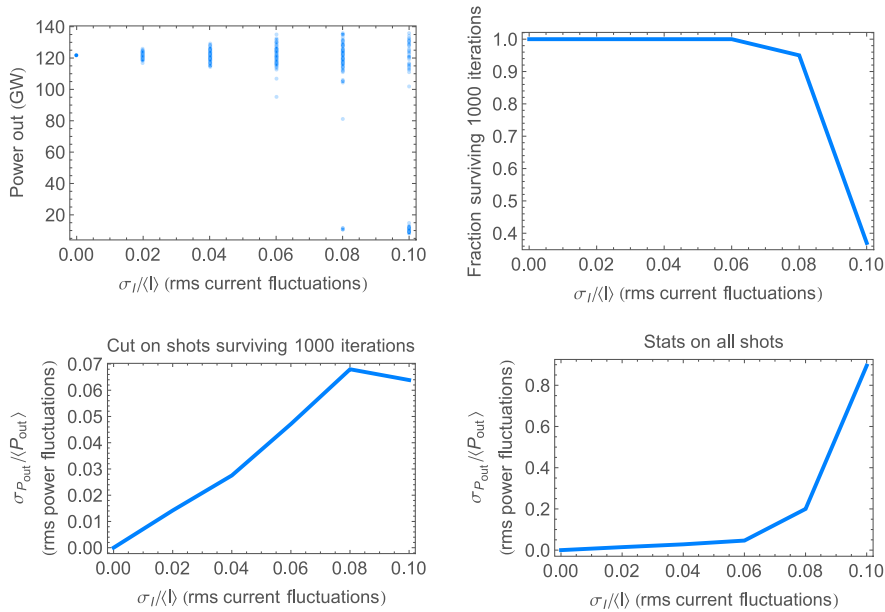 Power out (GW)
140
120
100
80
60
40
20
0.00 0.02 0.04 0.06 0.08 0.10
σI/⟨I⟩ (rms current fluctuations)
Fraction surviving 1000 iterations
1.0
0.9
0.8
0.7
0.6
0.5
0.4
0.00 0.02 0.04 0.06 0.08 0.10
σI/⟨I⟩ (rms current fluctuations)
Cut on shots surviving 1000 iterations
σPout/⟨Pout⟩
(rms power fluctuations)
0.07
0.06
0.05
0.04
0.03
0.02
0.01
0.00
0.00 0.02 0.04 0.06 0.08 0.10
σI/⟨I⟩ (rms current fluctuations)
Stats on all shots
σPout/⟨Pout⟩
(rms power fluctuations)
0.8
0.6
0.4
0.2
0.0
0.00 0.02 0.04 0.06 0.08 0.10
σI/⟨I⟩ (rms current fluctuations)